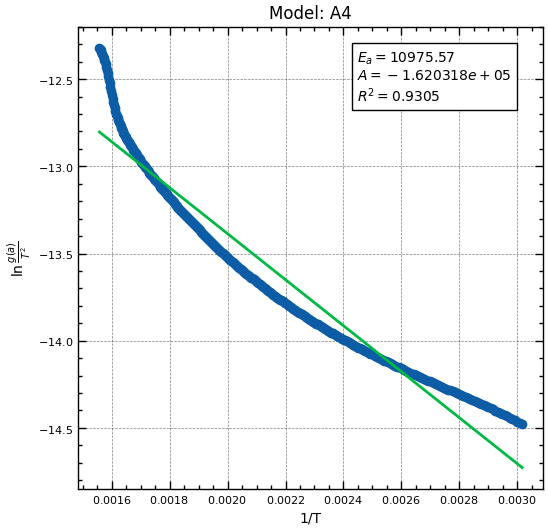 Model: A4
E_a = 10975.57
A = −1.620318e + 05
R² = 0.9305
−12.5
−13.0
−13.5
−14.0
−14.5
ln g(a)/T²
0.0016 0.0018 0.0020 0.0022 0.0024 0.0026 0.0028 0.0030
1/T